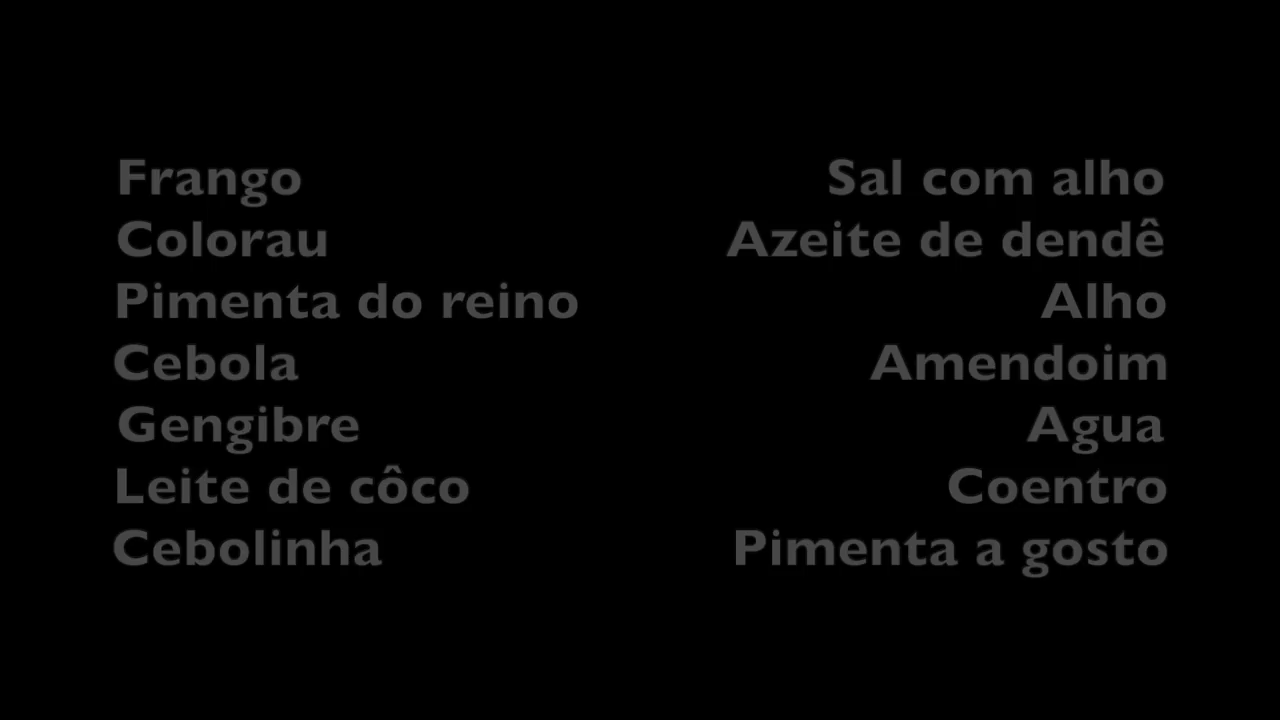 Frango
Colorau
Pimenta do reino
Cebola
Gengibre
Leite de côco
Cebolinha
Sal com alho
Azeite de dendê
Alho
Amendoim
Agua
Coentro
Pimenta a gosto